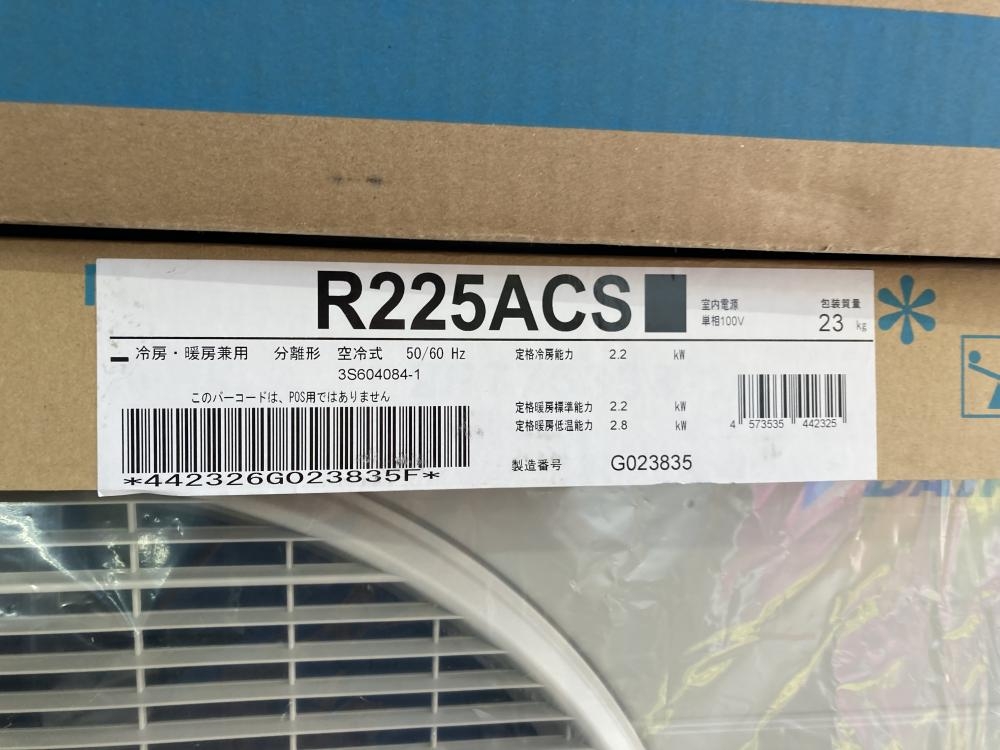 R225ACS■
室内電源
単相100V
包装質量
23 kg
冷房・暖房兼用 分離形 空冷式 50/60 Hz
3S604084-1
このバーコードは、POS用ではありません
*442326G023835F*
定格冷房能力 2.2 kW
定格暖房標準能力 2.2 kW
定格暖房低温能力 2.8 kW
製造番号 G023835
4 573535 442325